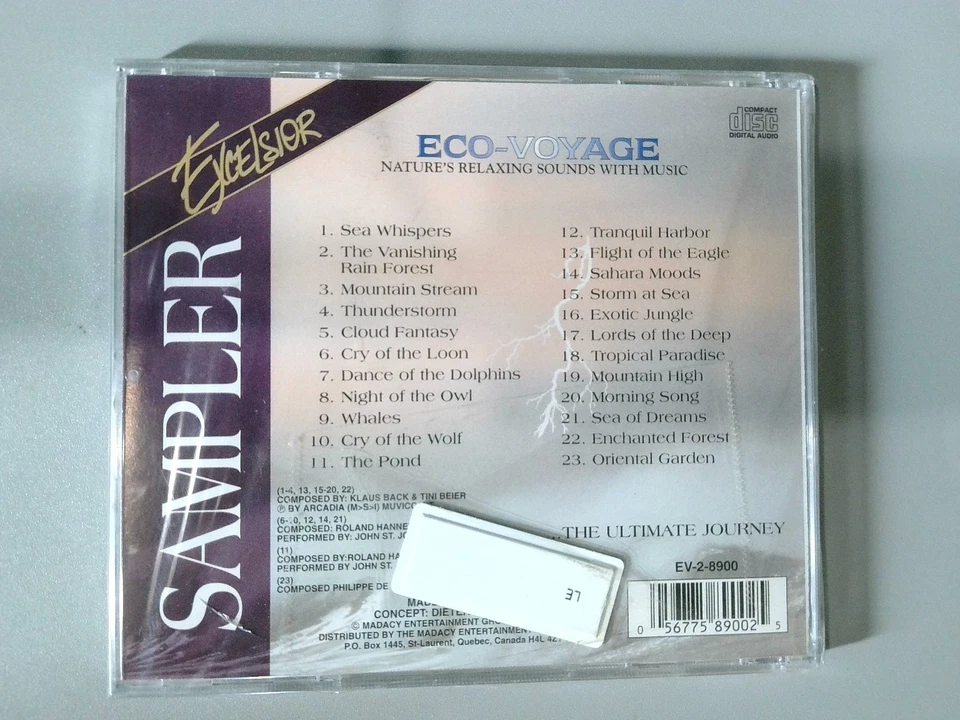 EXCELSIOR
SAMPLER
COMPACT
disc
DIGITAL AUDIO
ECO-VOYAGE
NATURE'S RELAXING SOUNDS WITH MUSIC
1. Sea Whispers
2. The Vanishing
Rain Forest
3. Mountain Stream
4. Thunderstorm
5. Cloud Fantasy
6. Cry of the Loon
7. Dance of the Dolphins
8. Night of the Owl
9. Whales
10. Cry of the Wolf
11. The Pond
12. Tranquil Harbor
13. Flight of the Eagle
14. Sahara Moods
15. Storm at Sea
16. Exotic Jungle
17. Lords of the Deep
18. Tropical Paradise
19. Mountain High
20. Morning Song
21. Sea of Dreams
22. Enchanted Forest
23. Oriental Garden
(1-4, 13, 15-20, 22)
COMPOSED BY: KLAUS BACK & TINI BEIER
Ⓟ BY ARCADIA (M>S>I)
COMPOSED: ROLAND
PERFORMED BY: JOHN ST.
(11)
COMPOSED BY:ROLAND
PERFORMED BY: JOHN ST.
(23)
COMPOSED PHILIPPE DE
CONCEPT:
© MADACY ENTERTAINMENT
DISTRIBUTED BY THE MADACY
P.O. Box 1445, St-Laurent, Quebec, Canada H4L
...THE ULTIMATE JOURNEY
EV-2-8900
0 56775 89002 5
37